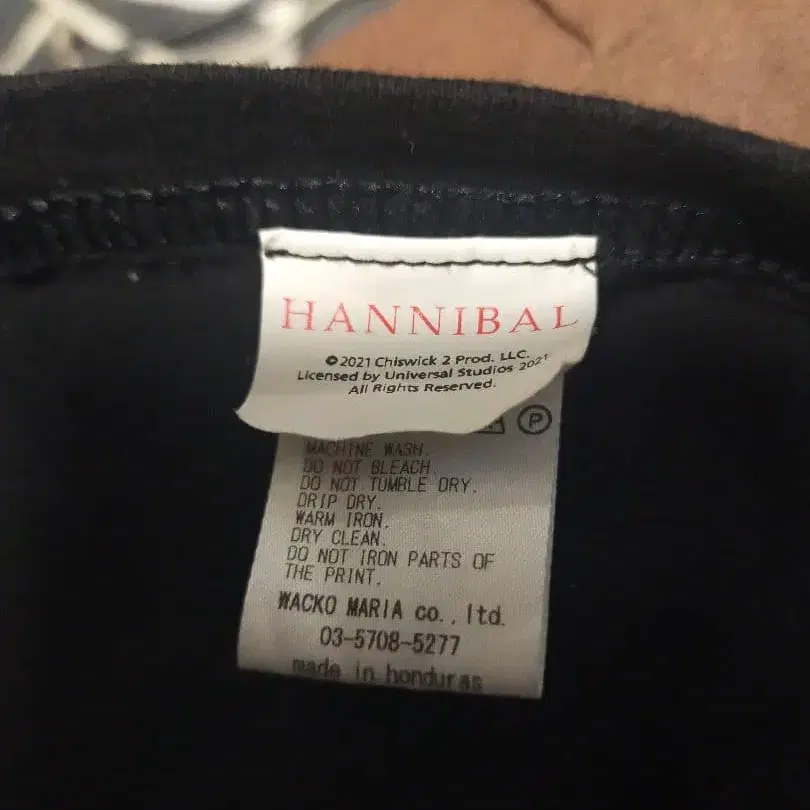 HANNIBAL
©2021 Chiswick 2 Prod. LLC.
Licensed by Universal Studios 2021
All Rights Reserved.
P
MACHINE WASH.
DO NOT BLEACH.
DO NOT TUMBLE DRY.
DRIP DRY.
WARM IRON.
DRY CLEAN.
DO NOT IRON PARTS OF
THE PRINT.
WACKO MARIA co.,ltd.
03-5708-5277
made in honduras